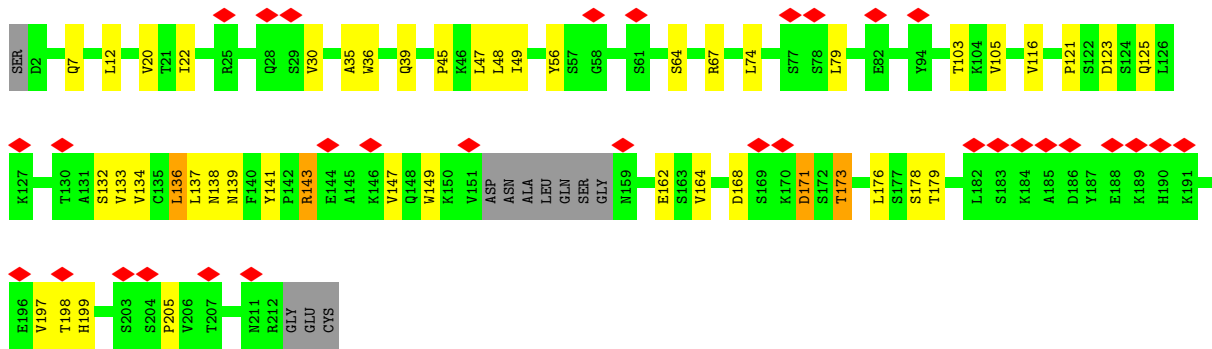 SER D2 Q7 L12 V20 T21 I22 R25 Q28 S29 V30 A35 W36 Q39 P45 K46 L47 L48 I49 Y56 S57 G58 S61 S64 R67 L74 S77 S78 L79 E82 Y94 T103 K104 V105 V116 P121 S122 D123 S124 Q125 L126
K127 T130 A131 S132 V133 V134 C135 L136 L137 N138 N139 F140 Y141 P142 R143 E144 A145 K146 V147 Q148 W149 K150 V151 ASP ASN ALA LEU GLN SER GLY N159 E162 S163 V164 D168 S169 K170 D171 S172 T173 L176 S177 S178 T179 L182 S183 K184 A185 D186 Y187 E188 K189 H190 K191
E196 V197 T198 H199 S203 S204 P205 V206 T207 N211 R212 GLY GLU CYS